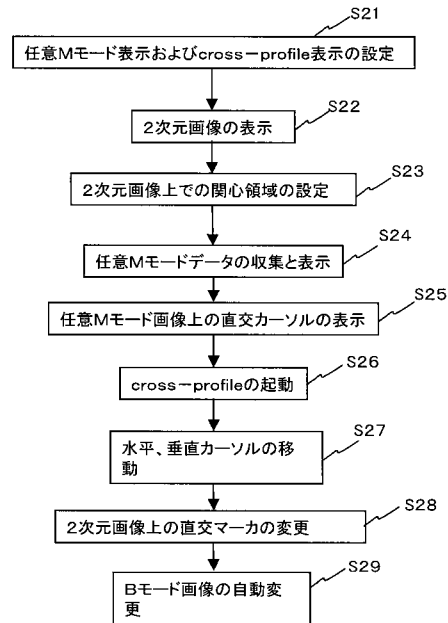 S21
任意Mモード表示およびcross－profile表示の設定
S22
2次元画像の表示
S23
2次元画像上での関心領域の設定
S24
任意Mモードデータの収集と表示
S25
任意Mモード画像上の直交カーソルの表示
S26
cross－profileの起動
S27
水平、垂直カーソルの移
動
S28
2次元画像上の直交マーカの変更
S29
Bモード画像の自動変
更